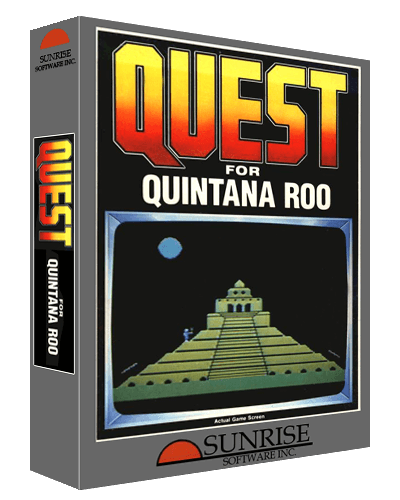 SUNRISE
SOFTWARE INC.
QUEST
FOR
QUINTANA ROO
QUEST
FOR
QUINTANA ROO
Actual Game Screen
SUNRISE
SOFTWARE INC.